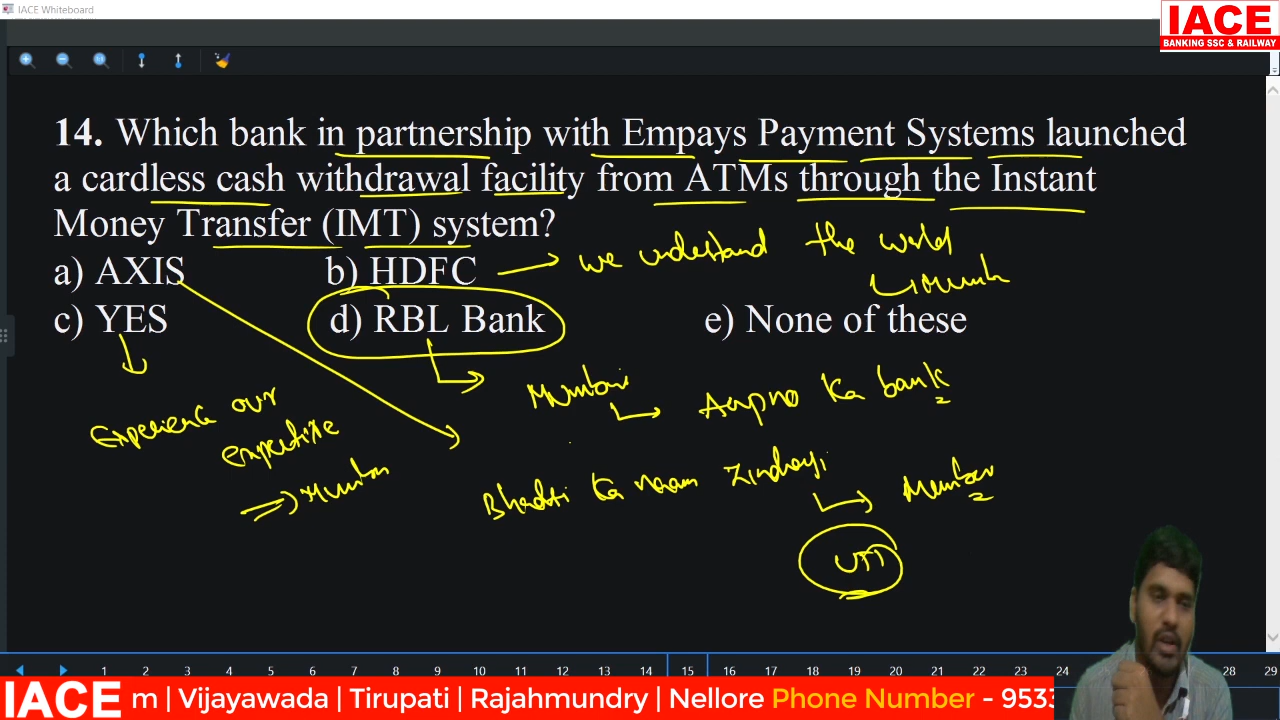 IACE Whiteboard
IACE
BANKING SSC & RAILWAY
14. Which bank in partnership with Empays Payment Systems launched
a cardless cash withdrawal facility from ATMs through the Instant
Money Transfer (IMT) system?
we understand the world
a) AXIS b) HDFC
c) YES d) RBL Bank e) None of these
Mumbai Aapno ka bank
Experience our
expertise
Bhadti ka naam Zindagi
Mumbai
UTI
1 2 3 4 5 6 7 8 9 10 11 12 13 14 15 16 17 18 19 20 21 22 23 24 28 29
IACE m | Vijayawada | Tirupati | Rajahmundry | Nellore Phone Number - 953